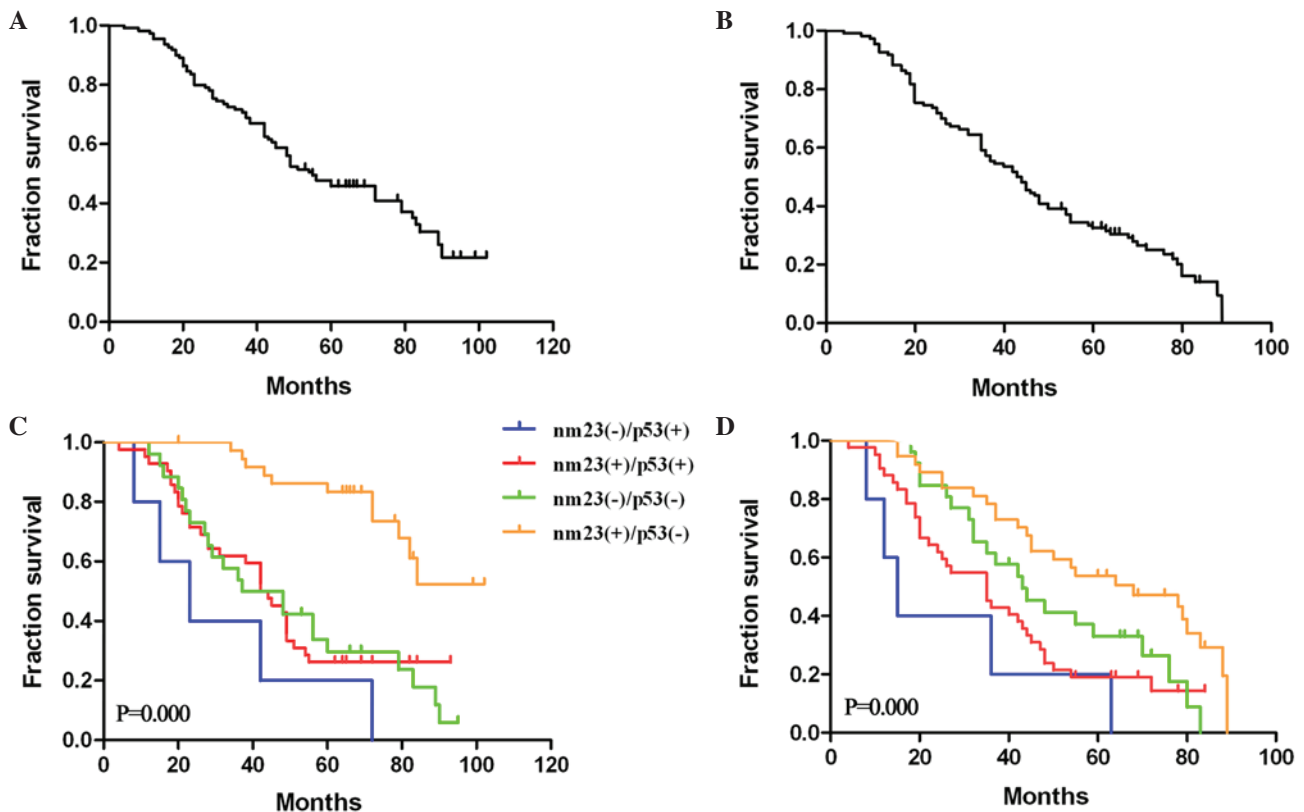 A
Fraction survival
1.0
0.8
0.6
0.4
0.2
0.0
0 20 40 60 80 100 120
Months
B
Fraction survival
1.0
0.8
0.6
0.4
0.2
0.0
0 20 40 60 80 100
Months
C
Fraction survival
1.0
0.8
0.6
0.4
0.2
0.0
P=0.000
0 20 40 60 80 100 120
Months
nm23(-)/p53(+)
nm23(+)/p53(+)
nm23(-)/p53(-)
nm23(+)/p53(-)
D
Fraction survival
1.0
0.8
0.6
0.4
0.2
0.0
P=0.000
0 20 40 60 80 100
Months